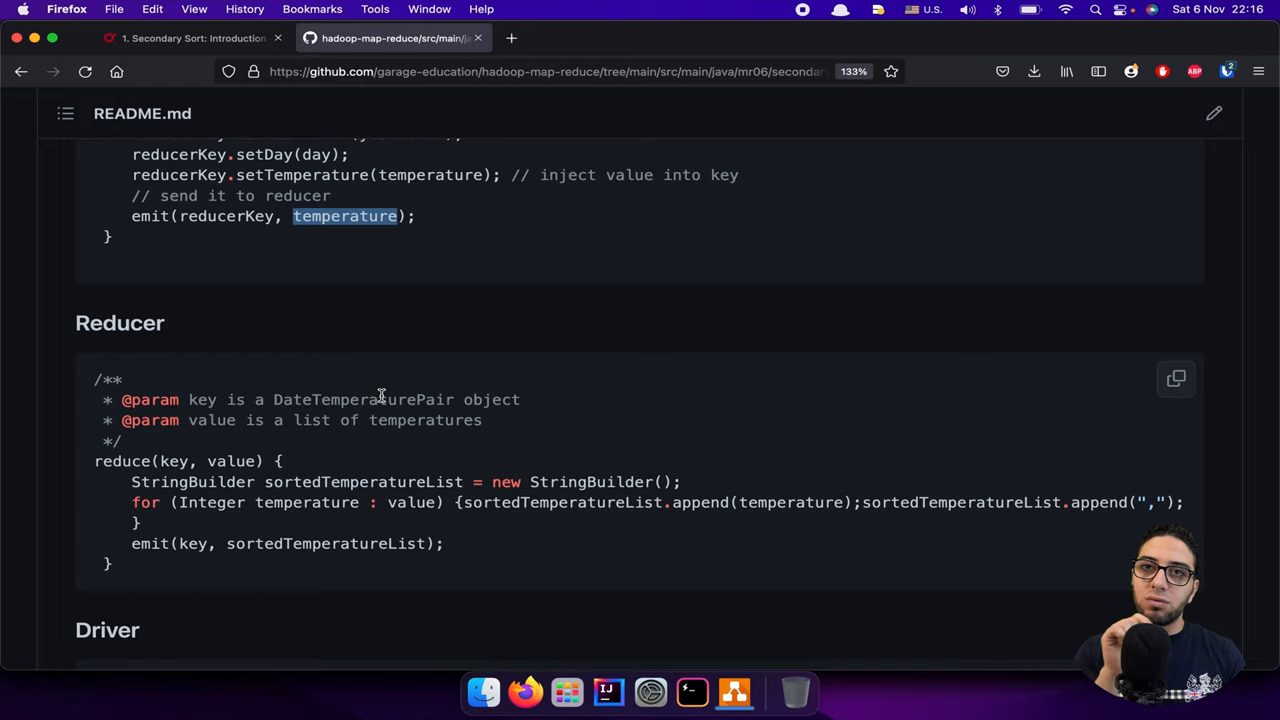 Firefox File Edit View History Bookmarks Tools Window Help U.S. Sat 6 Nov 22:16
1. Secondary Sort: Introduction
hadoop-map-reduce/src/main/ja
https://github.com/garage-education/hadoop-map-reduce/tree/main/src/main/java/mr06/secondary 133% ABP 2
README.md
reducerKey.setDay(day);
reducerKey.setTemperature(temperature); // inject value into key
// send it to reducer
emit(reducerKey, temperature);
}
Reducer
/**
* @param key is a DateTemperaturePair object
* @param value is a list of temperatures
*/
reduce(key, value) {
StringBuilder sortedTemperatureList = new StringBuilder();
for (Integer temperature : value) {sortedTemperatureList.append(temperature);sortedTemperatureList.append(",");
}
emit(key, sortedTemperatureList);
}
Driver
IJ